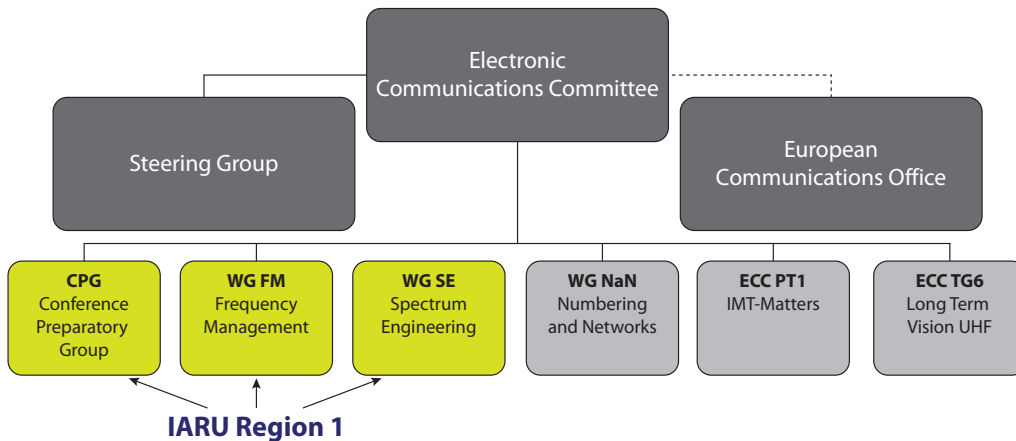 Electronic
Communications Committee
Steering Group
European
Communications Office
CPG
Conference
Preparatory
Group
WG FM
Frequency
Management
WG SE
Spectrum
Engineering
WG NaN
Numbering
and Networks
ECC PT1
IMT-Matters
ECC TG6
Long Term
Vision UHF
IARU Region 1